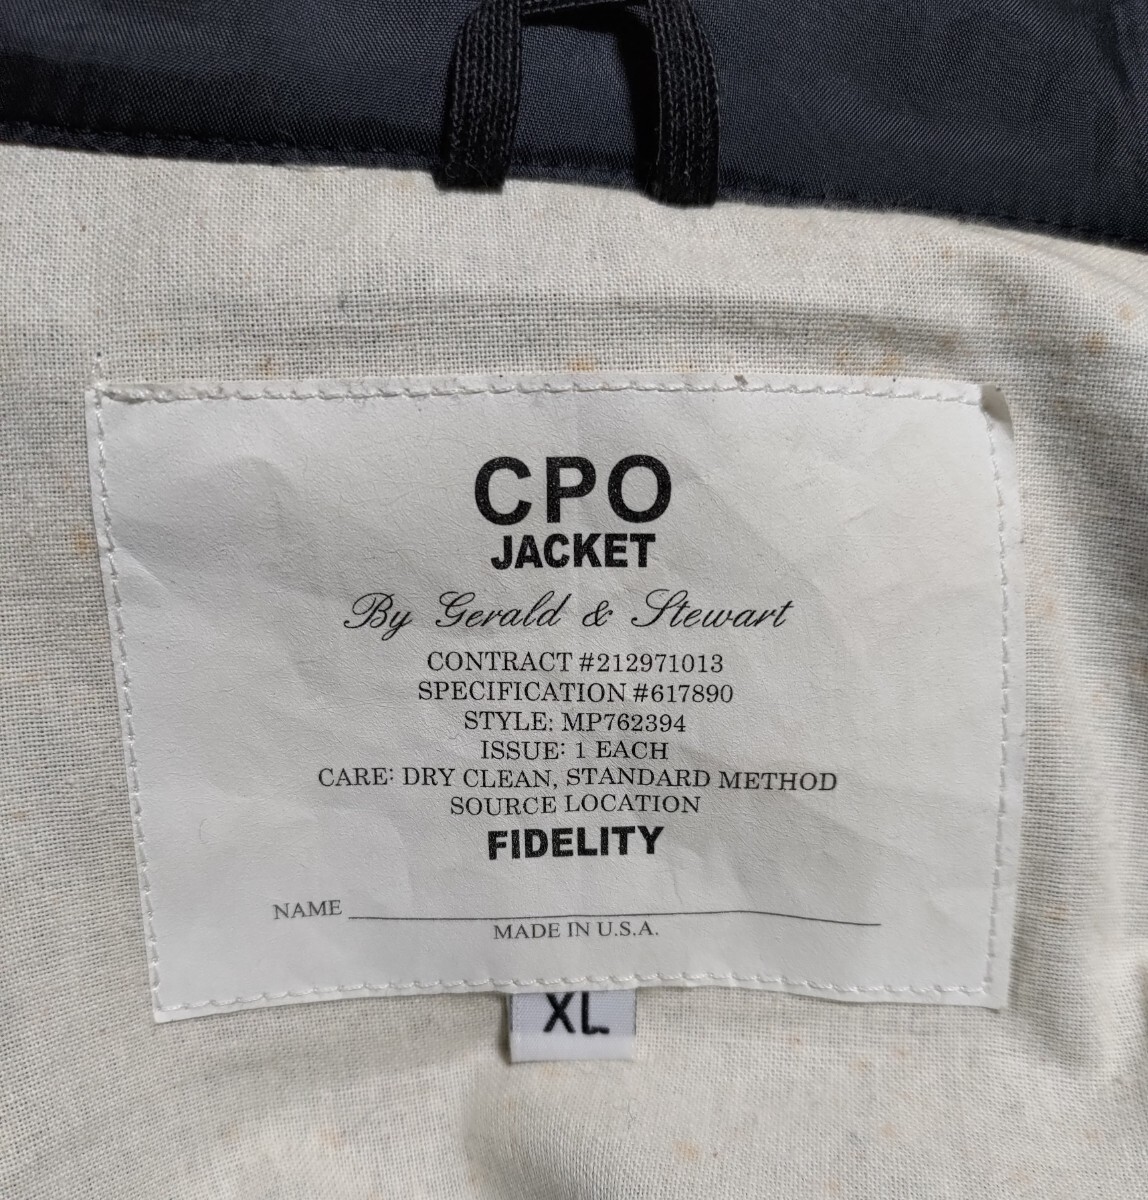 CPO
JACKET
By Gerald & Stewart
CONTRACT #212971013
SPECIFICATION #617890
STYLE: MP762394
ISSUE: 1 EACH
CARE: DRY CLEAN, STANDARD METHOD
SOURCE LOCATION
FIDELITY
NAME
MADE IN U.S.A.
XL